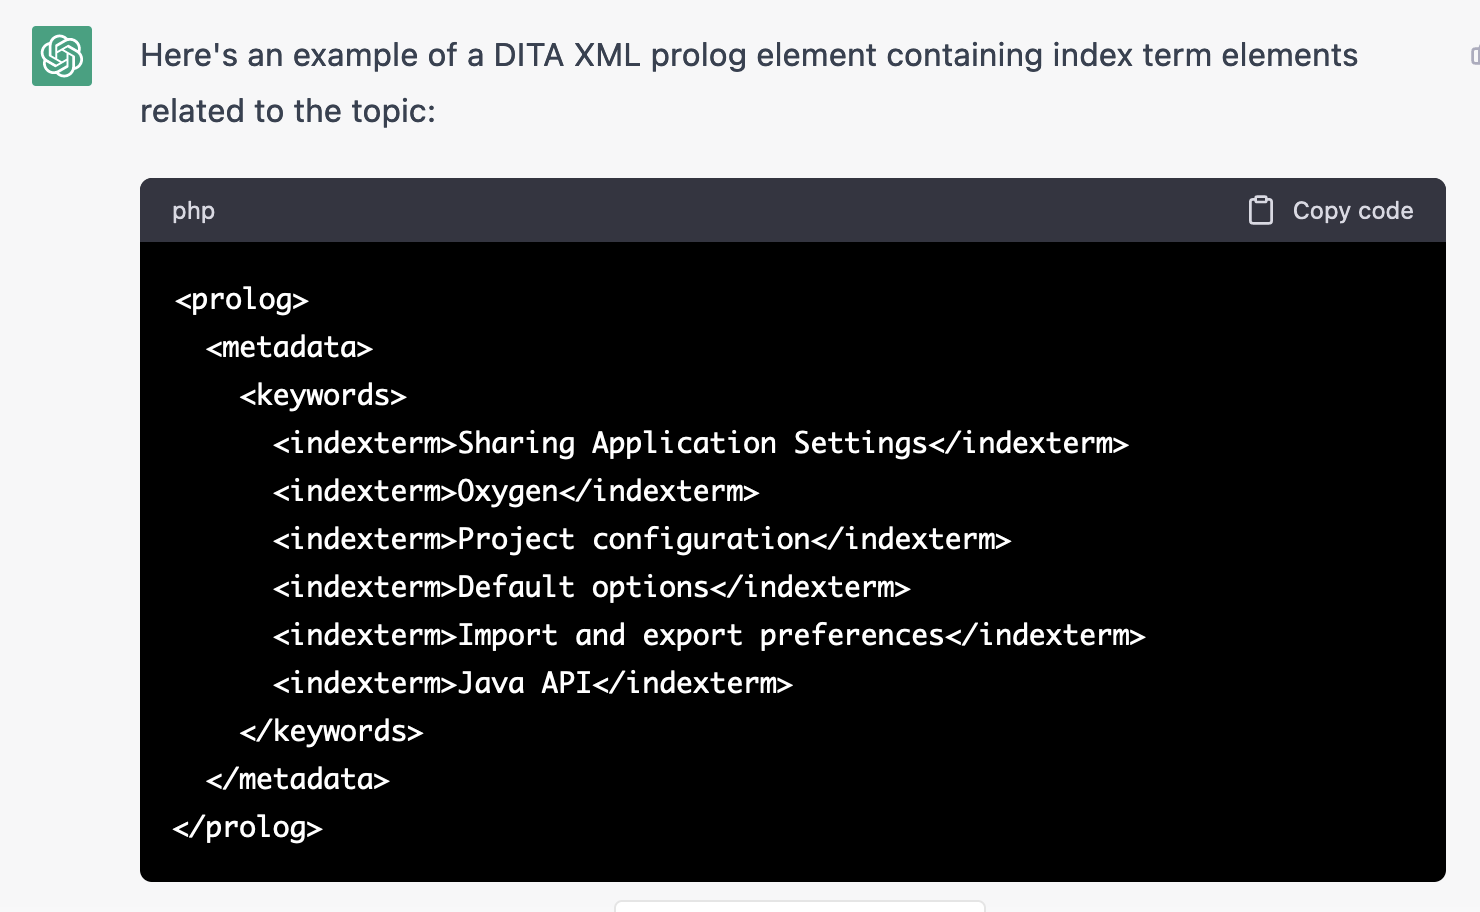 Here's an example of a DITA XML prolog element containing index term elements
related to the topic:
php
Copy code
<prolog>
  <metadata>
    <keywords>
      <indexterm>Sharing Application Settings</indexterm>
      <indexterm>Oxygen</indexterm>
      <indexterm>Project configuration</indexterm>
      <indexterm>Default options</indexterm>
      <indexterm>Import and export preferences</indexterm>
      <indexterm>Java API</indexterm>
    </keywords>
  </metadata>
</prolog>